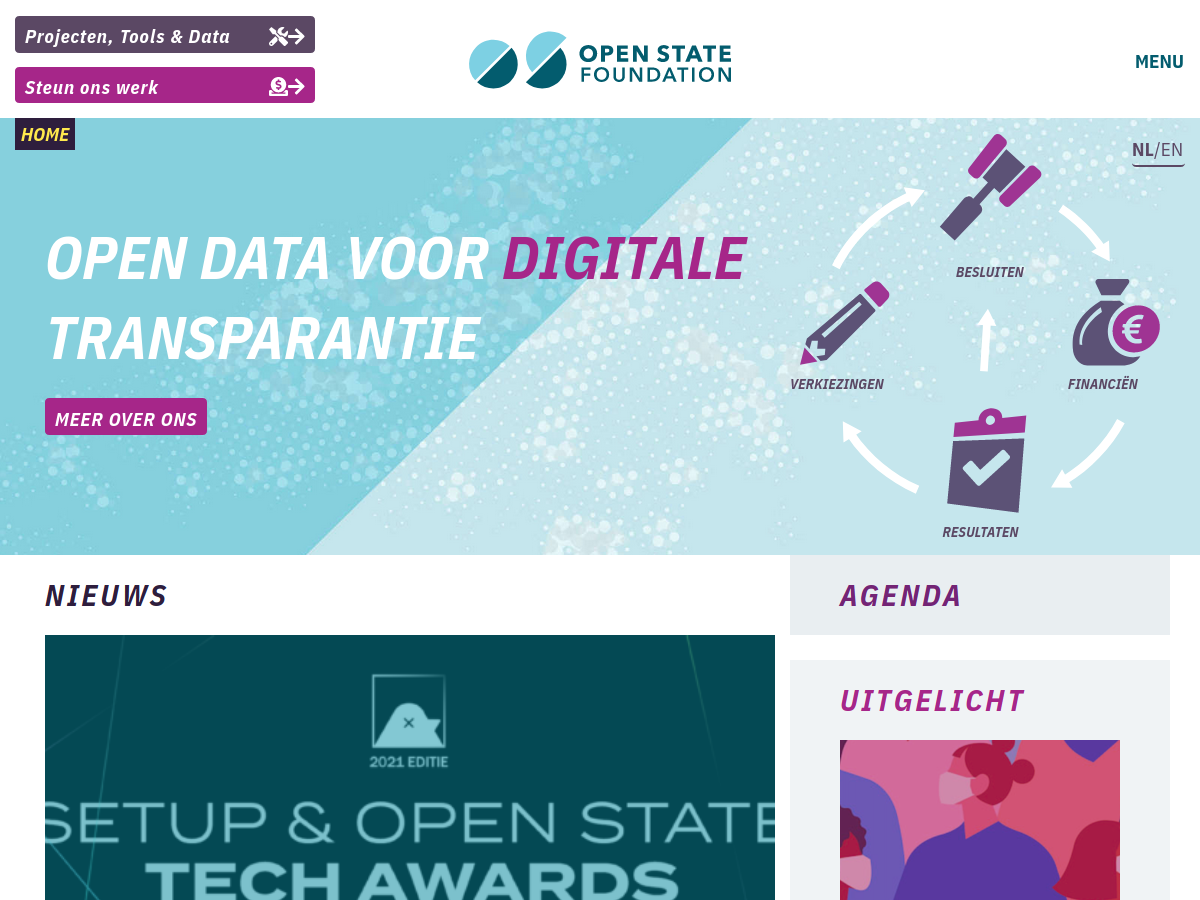 Projecten, Tools & Data
Steun ons werk
OPEN STATE
FOUNDATION
MENU
HOME
NL/EN
OPEN DATA VOOR DIGITALE
TRANSPARANTIE
MEER OVER ONS
BESLUITEN
VERKIEZINGEN
FINANCIËN
RESULTATEN
NIEUWS
2021 EDITIE
SETUP & OPEN STATE
TECH AWARDS
AGENDA
UITGELICHT